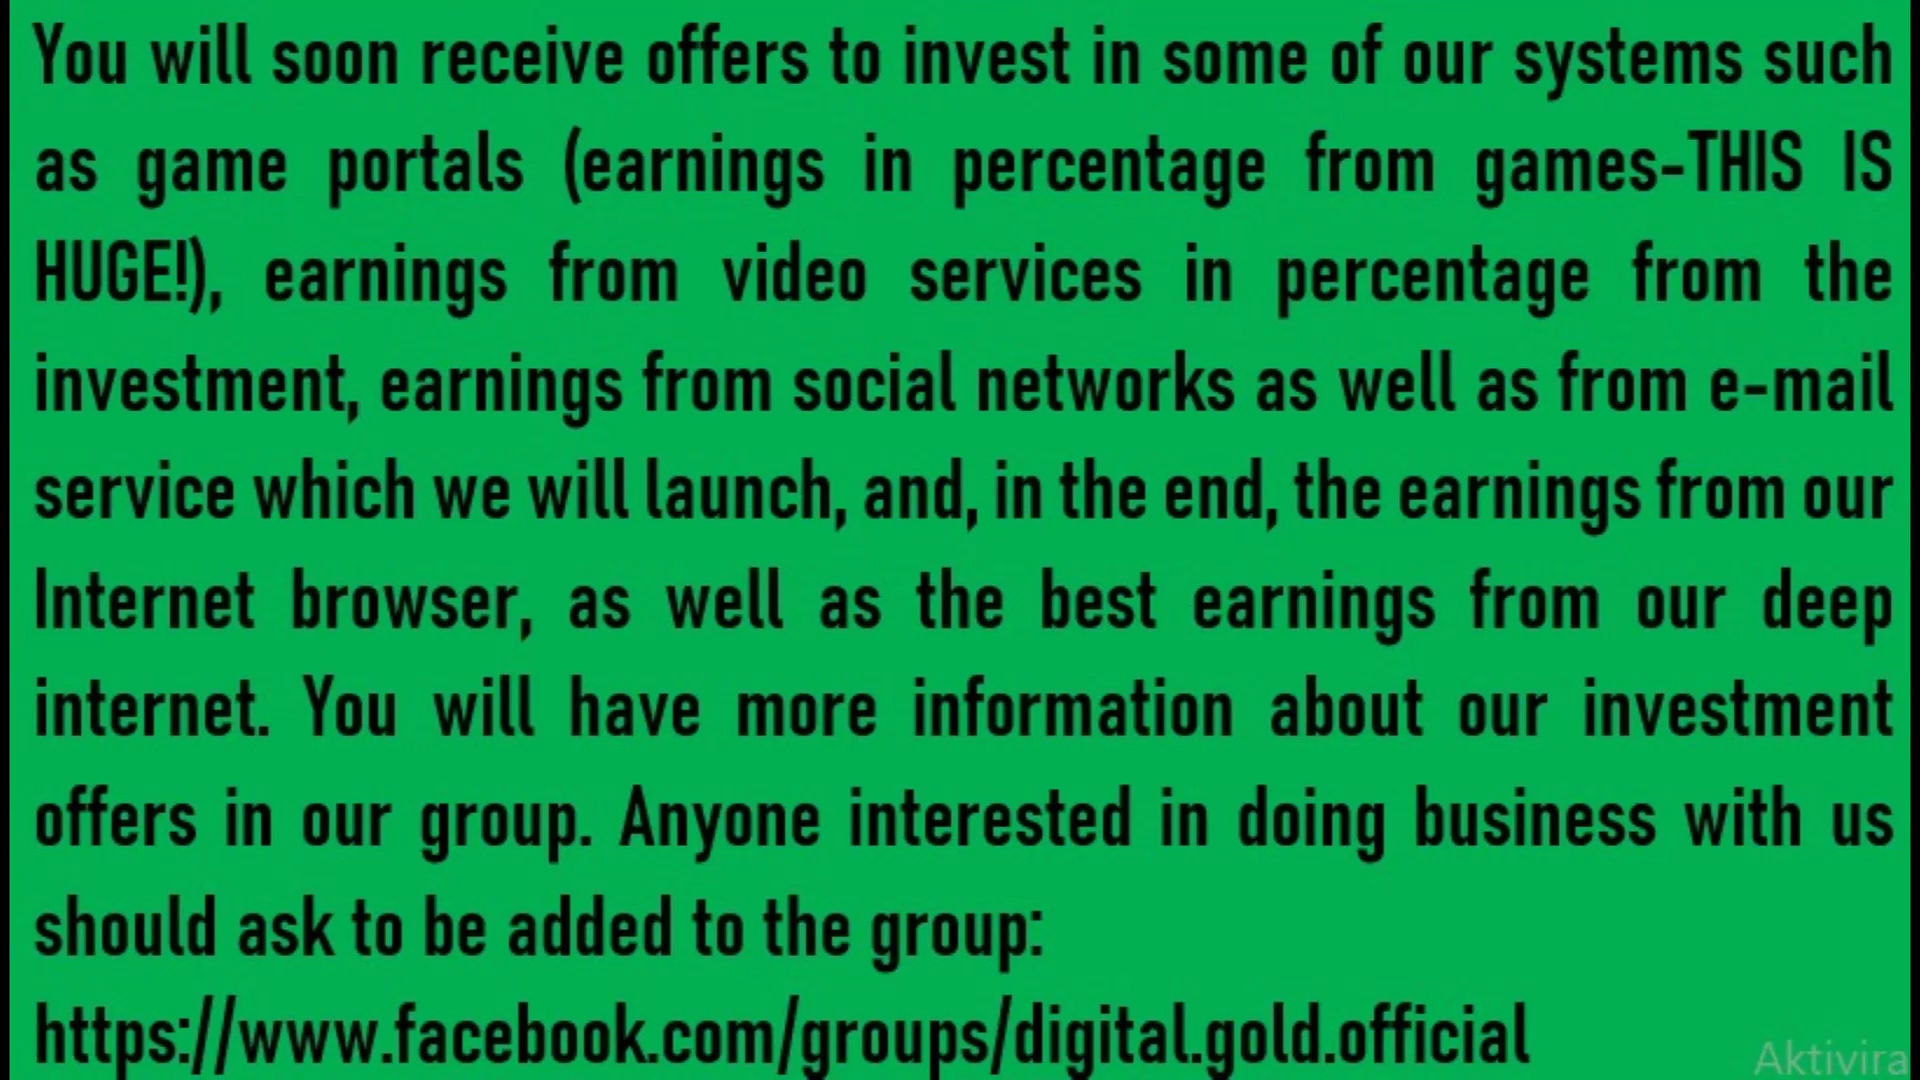 You will soon receive offers to invest in some of our systems such
as game portals (earnings in percentage from games-THIS IS
HUGE!), earnings from video services in percentage from the
investment, earnings from social networks as well as from e-mail
service which we will launch, and, in the end, the earnings from our
Internet browser, as well as the best earnings from our deep
internet. You will have more information about our investment
offers in our group. Anyone interested in doing business with us
should ask to be added to the group:
https://www.facebook.com/groups/digital.gold.official
Aktivira